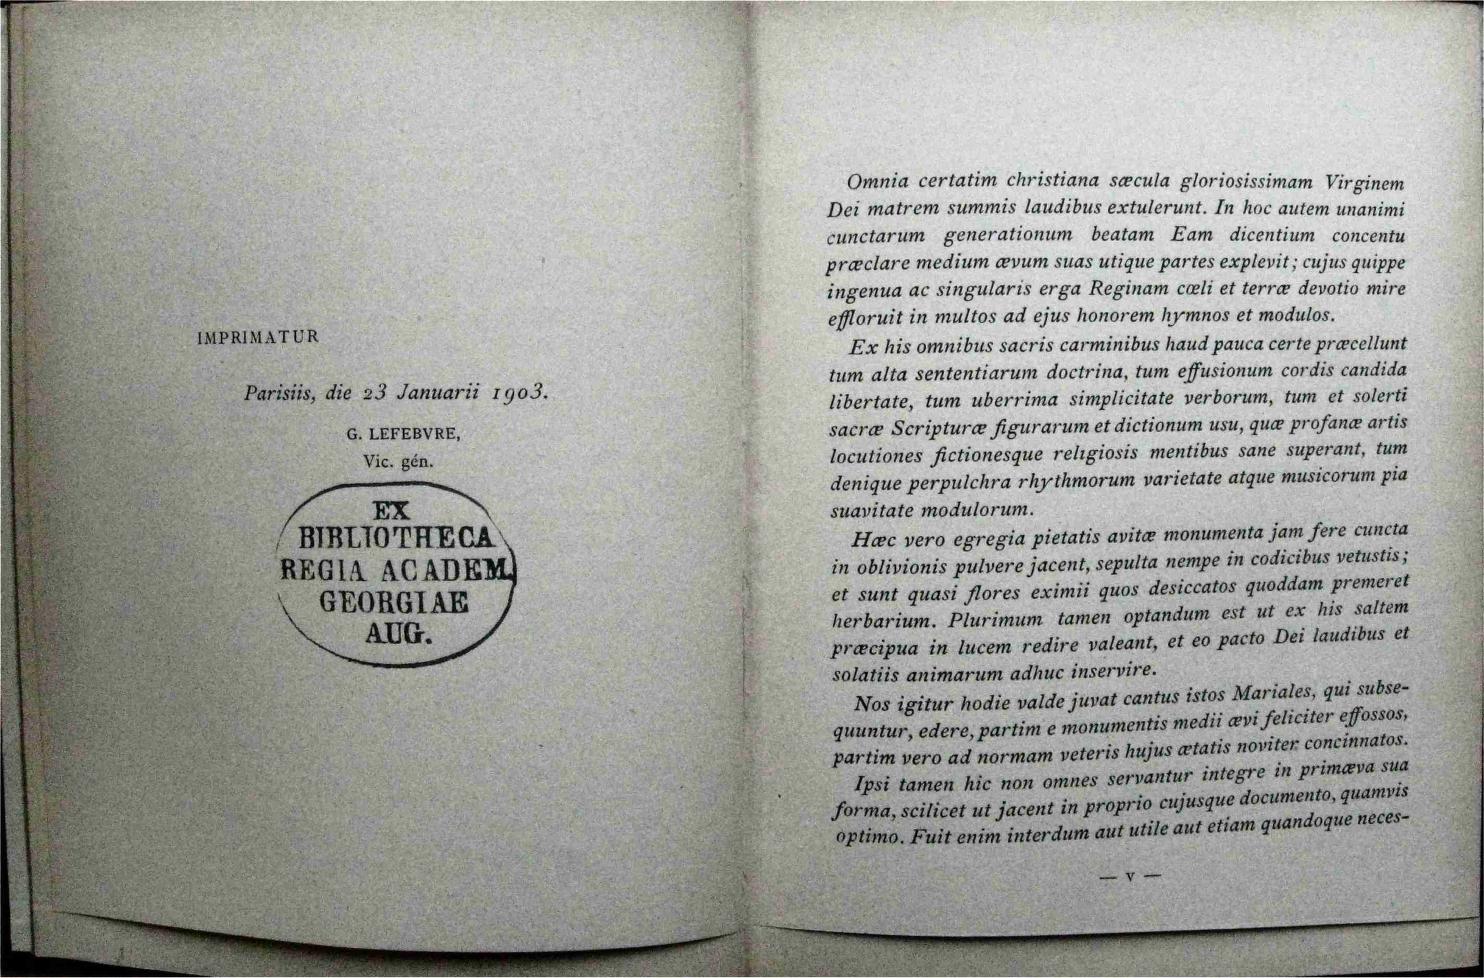 IMPRIMATUR
Parisiis, die 23 Januarii 1903.
G. LEFEBVRE,
Vic. gén.
EX
BIBLIOTHECA
REGIA ACADEM.
GEORGIAE
AUG.
Omnia certatim christiana sæcula gloriosissimam Virginem
Dei matrem summis laudibus extulerunt. In hoc autem unanimi
cunctarum generationum beatam Eam dicentium concentu
præclare medium ævum suas utique partes explevit; cujus quippe
ingenua ac singularis erga Reginam cœli et terræ devotio mire
effloruit in multos ad ejus honorem hymnos et modulos.
Ex his omnibus sacris carminibus haud pauca certe præcellunt
tum alta sententiarum doctrina, tum effusionum cordis candida
libertate, tum uberrima simplicitate verborum, tum et solerti
sacræ Scripturæ figurarum et dictionum usu, quæ profanæ artis
locutiones fictionesque religiosis mentibus sane superant, tum
denique perpulchra rhythmorum varietate atque musicorum pia
suavitate modulorum.
Hæc vero egregia pietatis avitæ monumenta jam fere cuncta
in oblivionis pulvere jacent, sepulta nempe in codicibus vetustis;
et sunt quasi flores eximii quos desiccatos quoddam premeret
herbarium. Plurimum tamen optandum est ut ex his saltem
præcipua in lucem redire valeant, et eo pacto Dei laudibus et
solatiis animarum adhuc inservire.
Nos igitur hodie valde juvat cantus istos Mariales, qui subse-
quuntur, edere, partim e monumentis medii ævi feliciter effossos,
partim vero ad normam veteris hujus ætatis noviter concinnatos.
Ipsi tamen hic non omnes servantur integre in primæva sua
forma, scilicet ut jacent in proprio cujusque documento, quamvis
optimo. Fuit enim interdum aut utile aut etiam quandoque neces-
— V —